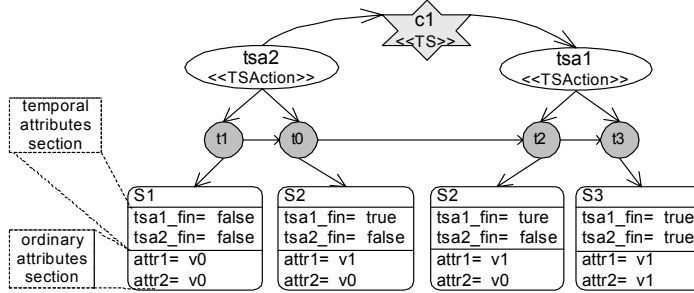 c1
<<TS>>
tsa2
<<TSAction>>
tsa1
<<TSAction>>
temporal
attributes
section
t1
t0
t2
t3
S1
tsa1_fin= false
tsa2_fin= false
attr1= v0
attr2= v0
S2
tsa1_fin= true
tsa2_fin= false
attr1= v1
attr2= v0
S2
tsa1_fin= ture
tsa2_fin= false
attr1= v1
attr2= v0
S3
tsa1_fin= true
tsa2_fin= true
attr1= v1
attr2= v1
ordinary
attributes
section